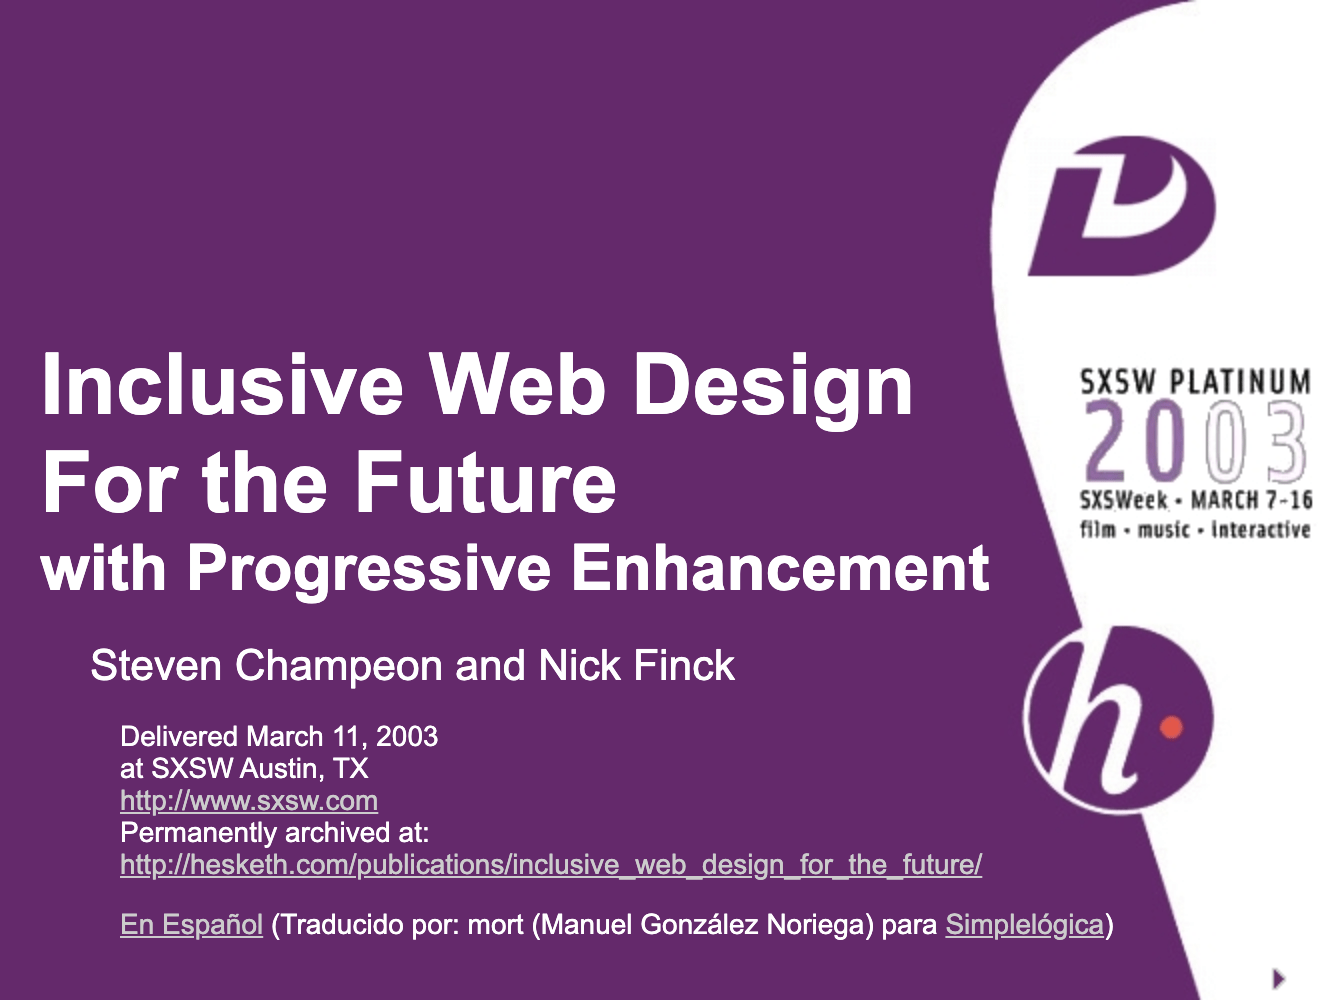 Inclusive Web Design
For the Future
with Progressive Enhancement
Steven Champeon and Nick Finck
Delivered March 11, 2003
at SXSW Austin, TX
http://www.sxsw.com
Permanently archived at:
http://hesketh.com/publications/inclusive_web_design_for_the_future/
En Español (Traducido por: mort (Manuel González Noriega) para Simplelógica)
D
SXSW PLATINUM
2003
SXSWeek • MARCH 7-16
film • music • interactive
h